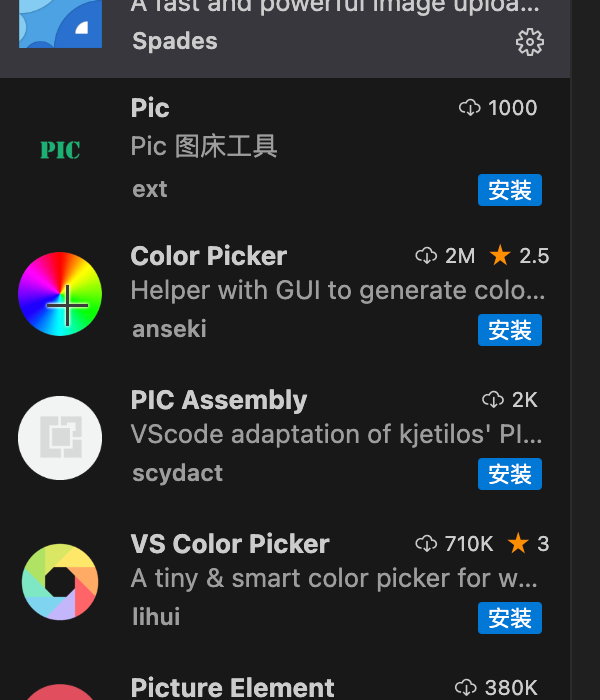 A fast and powerful image uploa...
Spades
Pic
1000
PIC
Pic 图床工具
ext
安装
Color Picker
2M
2.5
Helper with GUI to generate colo...
anseki
安装
PIC Assembly
2K
VScode adaptation of kjetilos' PI...
scydact
安装
VS Color Picker
710K
3
A tiny & smart color picker for w...
lihui
安装
Picture Element
380K